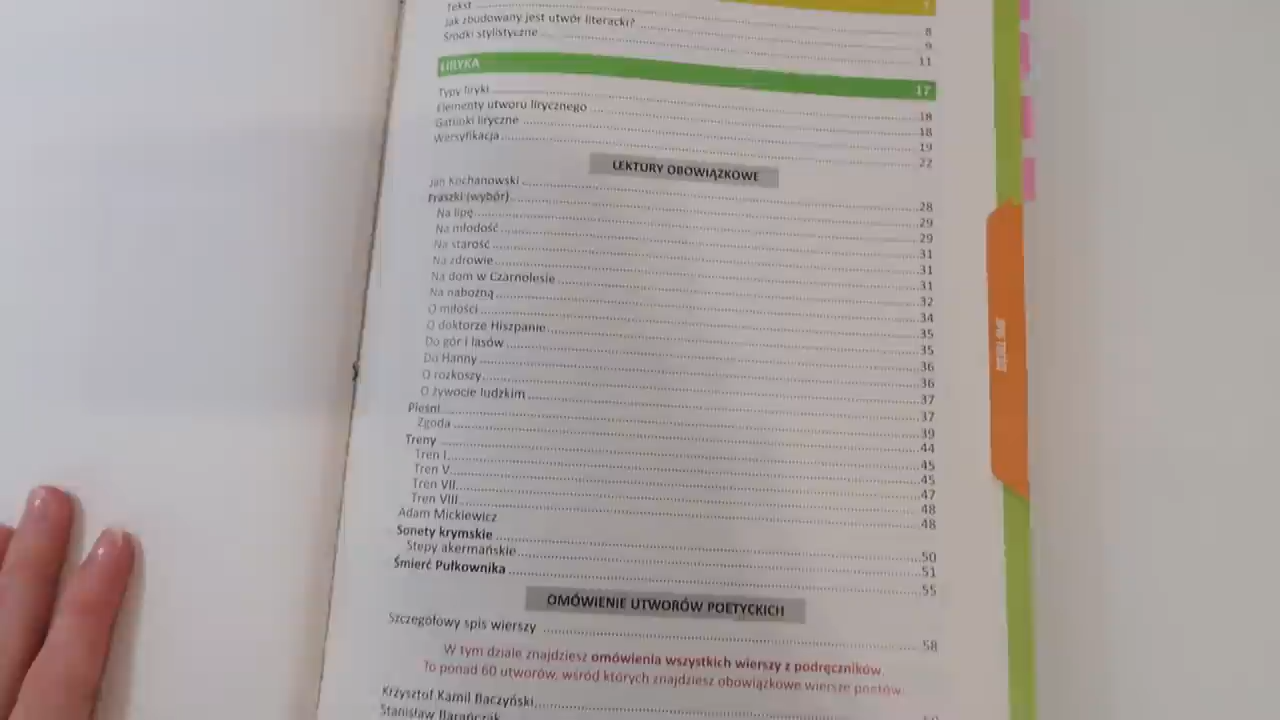 Tekst 8
Jak zbudowany jest utwór literacki? 9
Środki stylistyczne 11
LIRYKA 17
Typy liryki 18
Elementy utworu lirycznego 18
Gatunki liryczne 19
Wersyfikacja 22
LEKTURY OBOWIĄZKOWE
Jan Kochanowski 28
Fraszki (wybór) 29
Na lipę 29
Na młodość 31
Na starość 31
Na zdrowie 31
Na dom w Czarnolesie 32
Na nabożną 34
O miłości 35
O doktorze Hiszpanie 35
Do gór i lasów 36
Do Hanny 36
O rozkoszy 37
O żywocie ludzkim 37
Pieśni 39
Zgoda 44
Treny 45
Tren I 45
Tren V 47
Tren VII 48
Tren VIII 48
Adam Mickiewicz
Sonety krymskie 50
Stepy akermańskie 51
Śmierć Pułkownika 55
OMÓWIENIE UTWORÓW POETYCKICH
Szczegółowy spis wierszy 58
W tym dziale znajdziesz omówienia wszystkich wierszy z podręczników.
To ponad 60 utworów, wśród których znajdziesz obowiązkowe wiersze poetów
Krzysztof Kamil Baczyński
Stanisław Barańczak